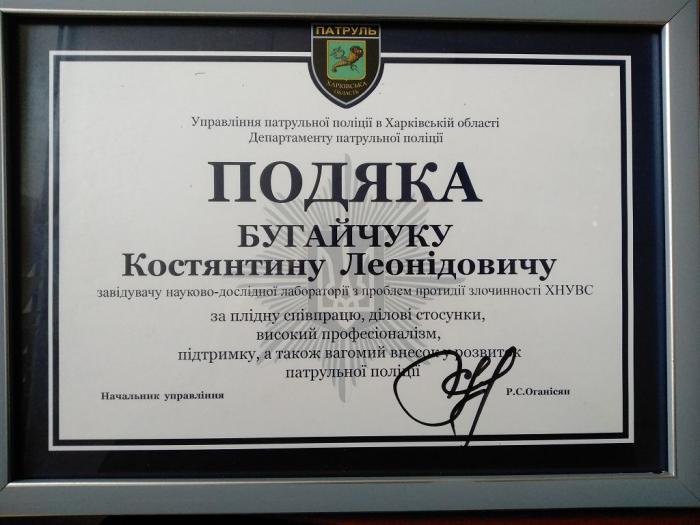 ПАТРУЛЬ
ХАРКІВСЬКА
ОБЛАСТЬ
Управління патрульної поліції в Харківській області
Департаменту патрульної поліції
ПОДЯКА
БУГАЙЧУКУ
Костянтину Леонідовичу
завідувачу науково-дослідної лабораторії з проблем протидії злочинності ХНУВС
за плідну співпрацю, ділові стосунки,
високий професіоналізм,
підтримку, а також вагомий внесок у розвиток
патрульної поліції
Начальник управління
Р.С.Оганісян